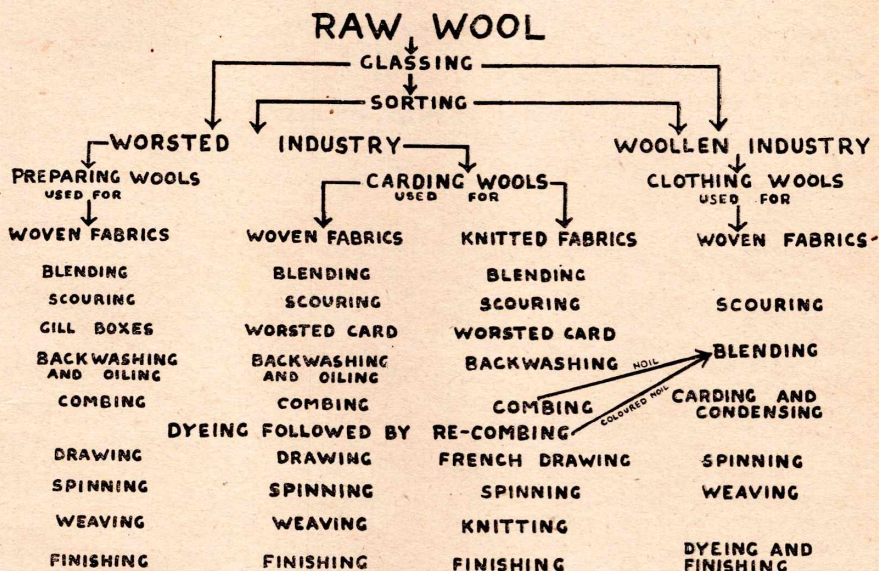 RAW WOOL
CLASSING
SORTING
WORSTED INDUSTRY
WOOLLEN INDUSTRY
PREPARING WOOLS
USED FOR
CARDING WOOLS
USED FOR
CLOTHING WOOLS
USED FOR
WOVEN FABRICS
WOVEN FABRICS
KNITTED FABRICS
WOVEN FABRICS
BLENDING
BLENDING
BLENDING
SCOURING
SCOURING
SCOURING
SCOURING
GILL BOXES
WORSTED CARD
WORSTED CARD
BLENDING
BACKWASHING
AND OILING
BACKWASHING
AND OILING
BACKWASHING
NOIL
COMBING
COMBING
COMBING
COLOURED NOIL
CARDING AND
CONDENSING
DYEING FOLLOWED BY RE-COMBING
DRAWING
DRAWING
FRENCH DRAWING
SPINNING
SPINNING
SPINNING
SPINNING
WEAVING
WEAVING
WEAVING
KNITTING
FINISHING
FINISHING
FINISHING
DYEING AND
FINISHING